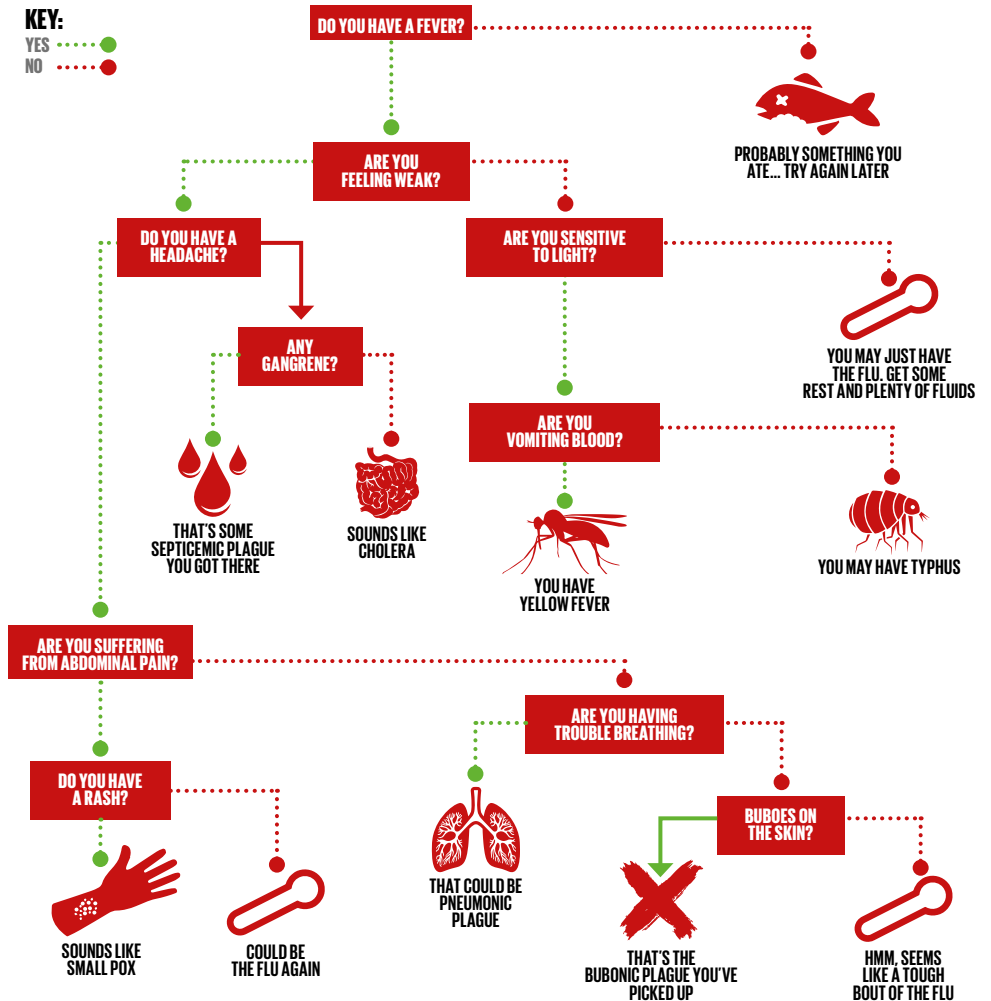 KEY:
YES
NO
DO YOU HAVE A FEVER?
PROBABLY SOMETHING YOU
ATE... TRY AGAIN LATER
ARE YOU
FEELING WEAK?
DO YOU HAVE A
HEADACHE?
ARE YOU SENSITIVE
TO LIGHT?
ANY
GANGRENE?
YOU MAY JUST HAVE
THE FLU. GET SOME
REST AND PLENTY OF FLUIDS
ARE YOU
VOMITING BLOOD?
THAT'S SOME
SEPTICEMIC PLAGUE
YOU GOT THERE
SOUNDS LIKE
CHOLERA
YOU HAVE
YELLOW FEVER
YOU MAY HAVE TYPHUS
ARE YOU SUFFERING
FROM ABDOMINAL PAIN?
ARE YOU HAVING
TROUBLE BREATHING?
DO YOU HAVE
A RASH?
BUBOES ON
THE SKIN?
THAT COULD BE
PNEUMONIC
PLAGUE
SOUNDS LIKE
SMALL POX
COULD BE
THE FLU AGAIN
THAT'S THE
BUBONIC PLAGUE YOU'VE
PICKED UP
HMM, SEEMS
LIKE A TOUGH
BOUT OF THE FLU